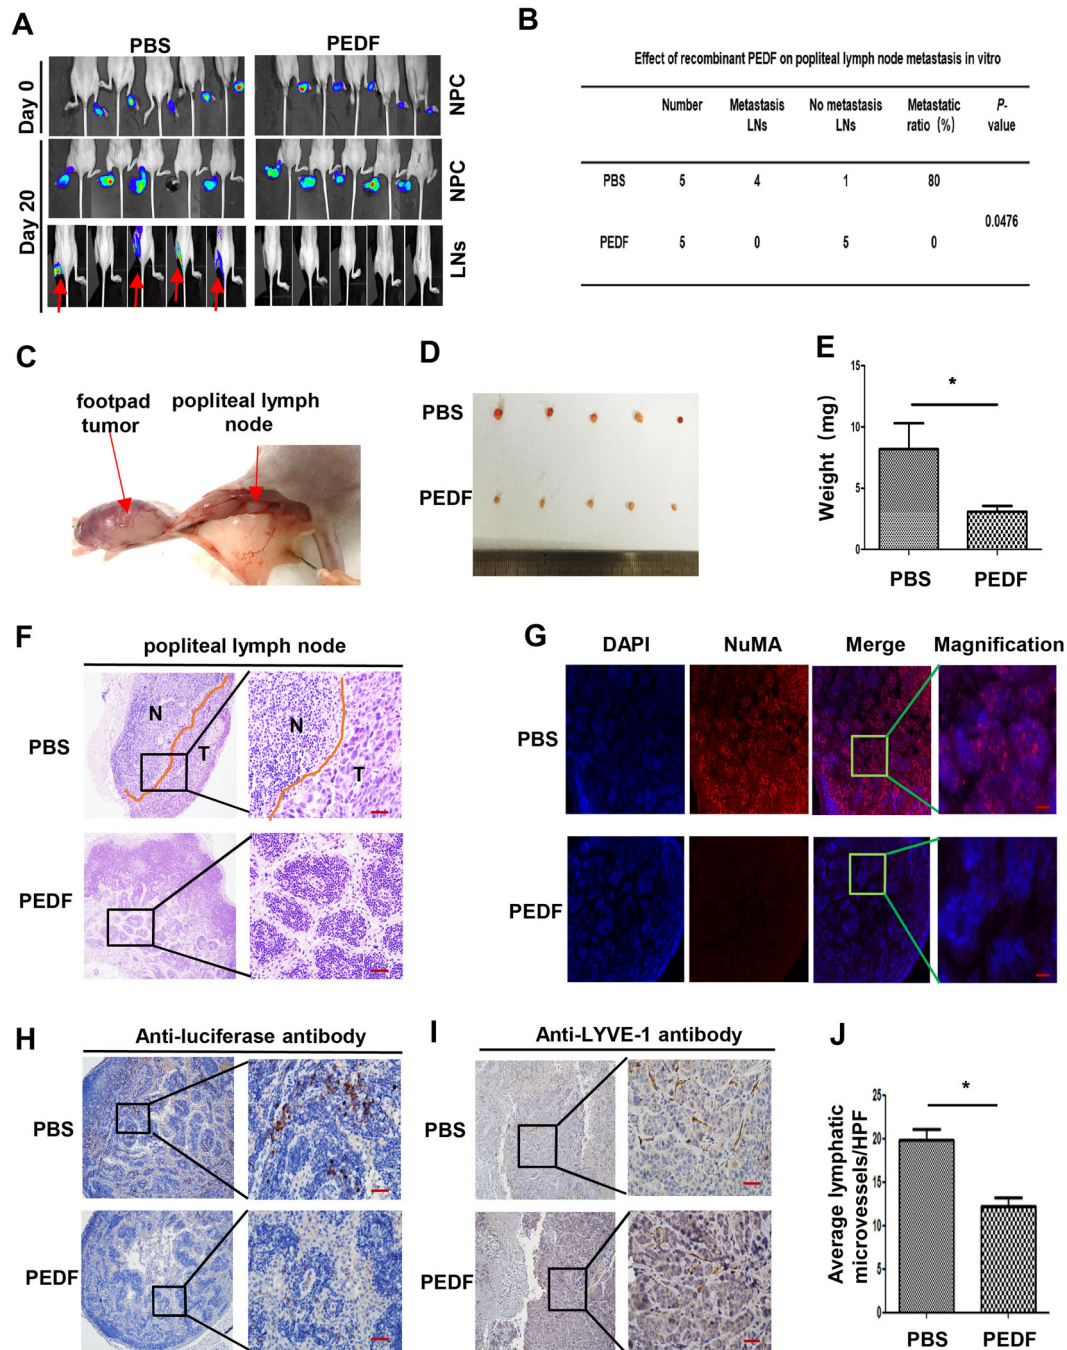 A
PBS
PEDF
Day 0
NPC
Day 20
NPC
LNs
B
Effect of recombinant PEDF on popliteal lymph node metastasis in vitro
Number
Metastasis
LNs
No metastasis
LNs
Metastatic
ratio (%)
P-
value
PBS 5 4 1 80
0.0476
PEDF 5 0 5 0
C
footpad
tumor
popliteal lymph
node
D
PBS
PEDF
E
Weight (mg)
15
10
5
0
*
PBS
PEDF
F
popliteal lymph node
PBS
N
T
N
T
PEDF
G
DAPI NuMA Merge Magnification
PBS
PEDF
H
Anti-luciferase antibody
PBS
PEDF
I
Anti-LYVE-1 antibody
PBS
PEDF
J
Average lymphatic
microvessels/HPF
25
20
15
10
5
0
*
PBS
PEDF